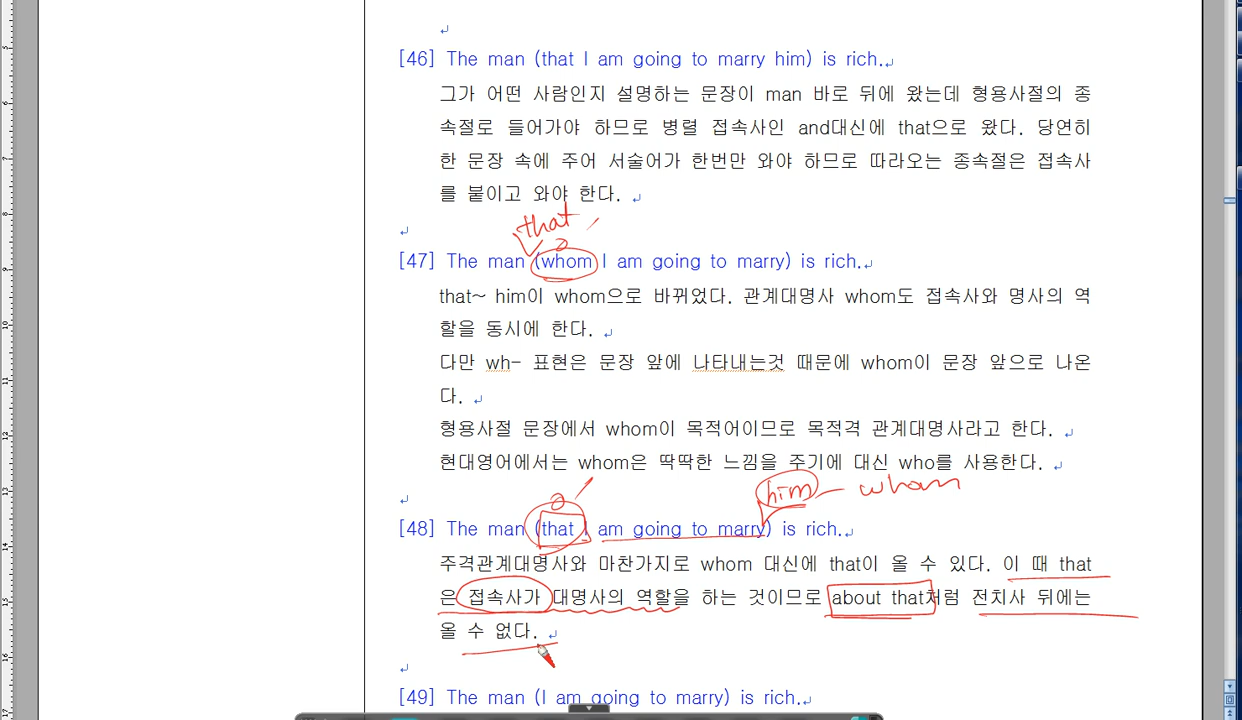 [46] The man (that I am going to marry him) is rich.
그가 어떤 사람인지 설명하는 문장이 man 바로 뒤에 왔는데 형용사절의 종
속절로 들어가야 하므로 병렬 접속사인 and대신에 that으로 왔다. 당연히
한 문장 속에 주어 서술어가 한번만 와야 하므로 따라오는 종속절은 접속사
를 붙이고 와야 한다.
that
[47] The man (whom I am going to marry) is rich.
that~ him이 whom으로 바뀌었다. 관계대명사 whom도 접속사와 명사의 역
할을 동시에 한다.
다만 wh- 표현은 문장 앞에 나타내는것 때문에 whom이 문장 앞으로 나온
다.
형용사절 문장에서 whom이 목적어이므로 목적격 관계대명사라고 한다.
현대영어에서는 whom은 딱딱한 느낌을 주기에 대신 who를 사용한다.
him - whom
[48] The man (that I am going to marry) is rich.
주격관계대명사와 마찬가지로 whom 대신에 that이 올 수 있다. 이 때 that
은 접속사가 대명사의 역할을 하는 것이므로 about that처럼 전치사 뒤에는
올 수 없다.
[49] The man (I am going to marry) is rich.